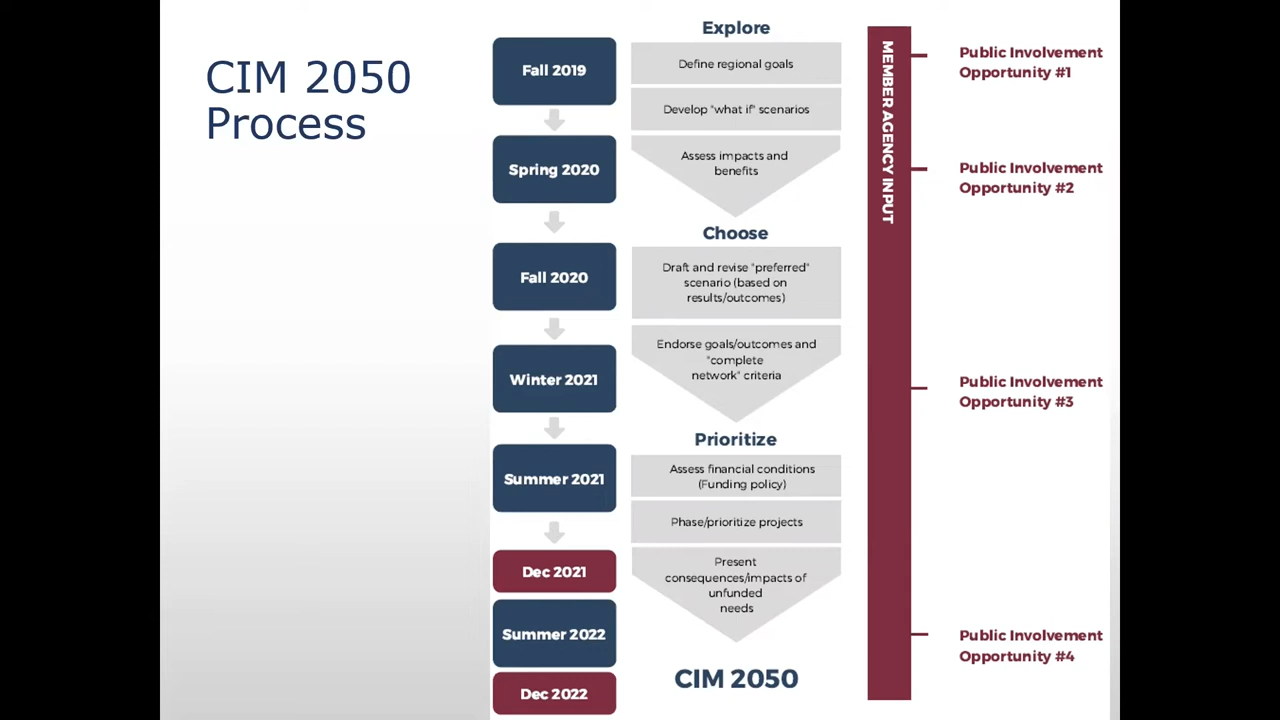 CIM 2050
Process
Fall 2019
Spring 2020
Fall 2020
Winter 2021
Summer 2021
Dec 2021
Summer 2022
Dec 2022
Explore
Define regional goals
Develop "what if" scenarios
Assess impacts and
benefits
Choose
Draft and revise "preferred"
scenario (based on
results/outcomes)
Endorse goals/outcomes and
"complete
network" criteria
Prioritize
Assess financial conditions
(Funding policy)
Phase/prioritize projects
Present
consequences/impacts of
unfunded
needs
CIM 2050
MEMBER AGENCY INPUT
Public Involvement
Opportunity #1
Public Involvement
Opportunity #2
Public Involvement
Opportunity #3
Public Involvement
Opportunity #4